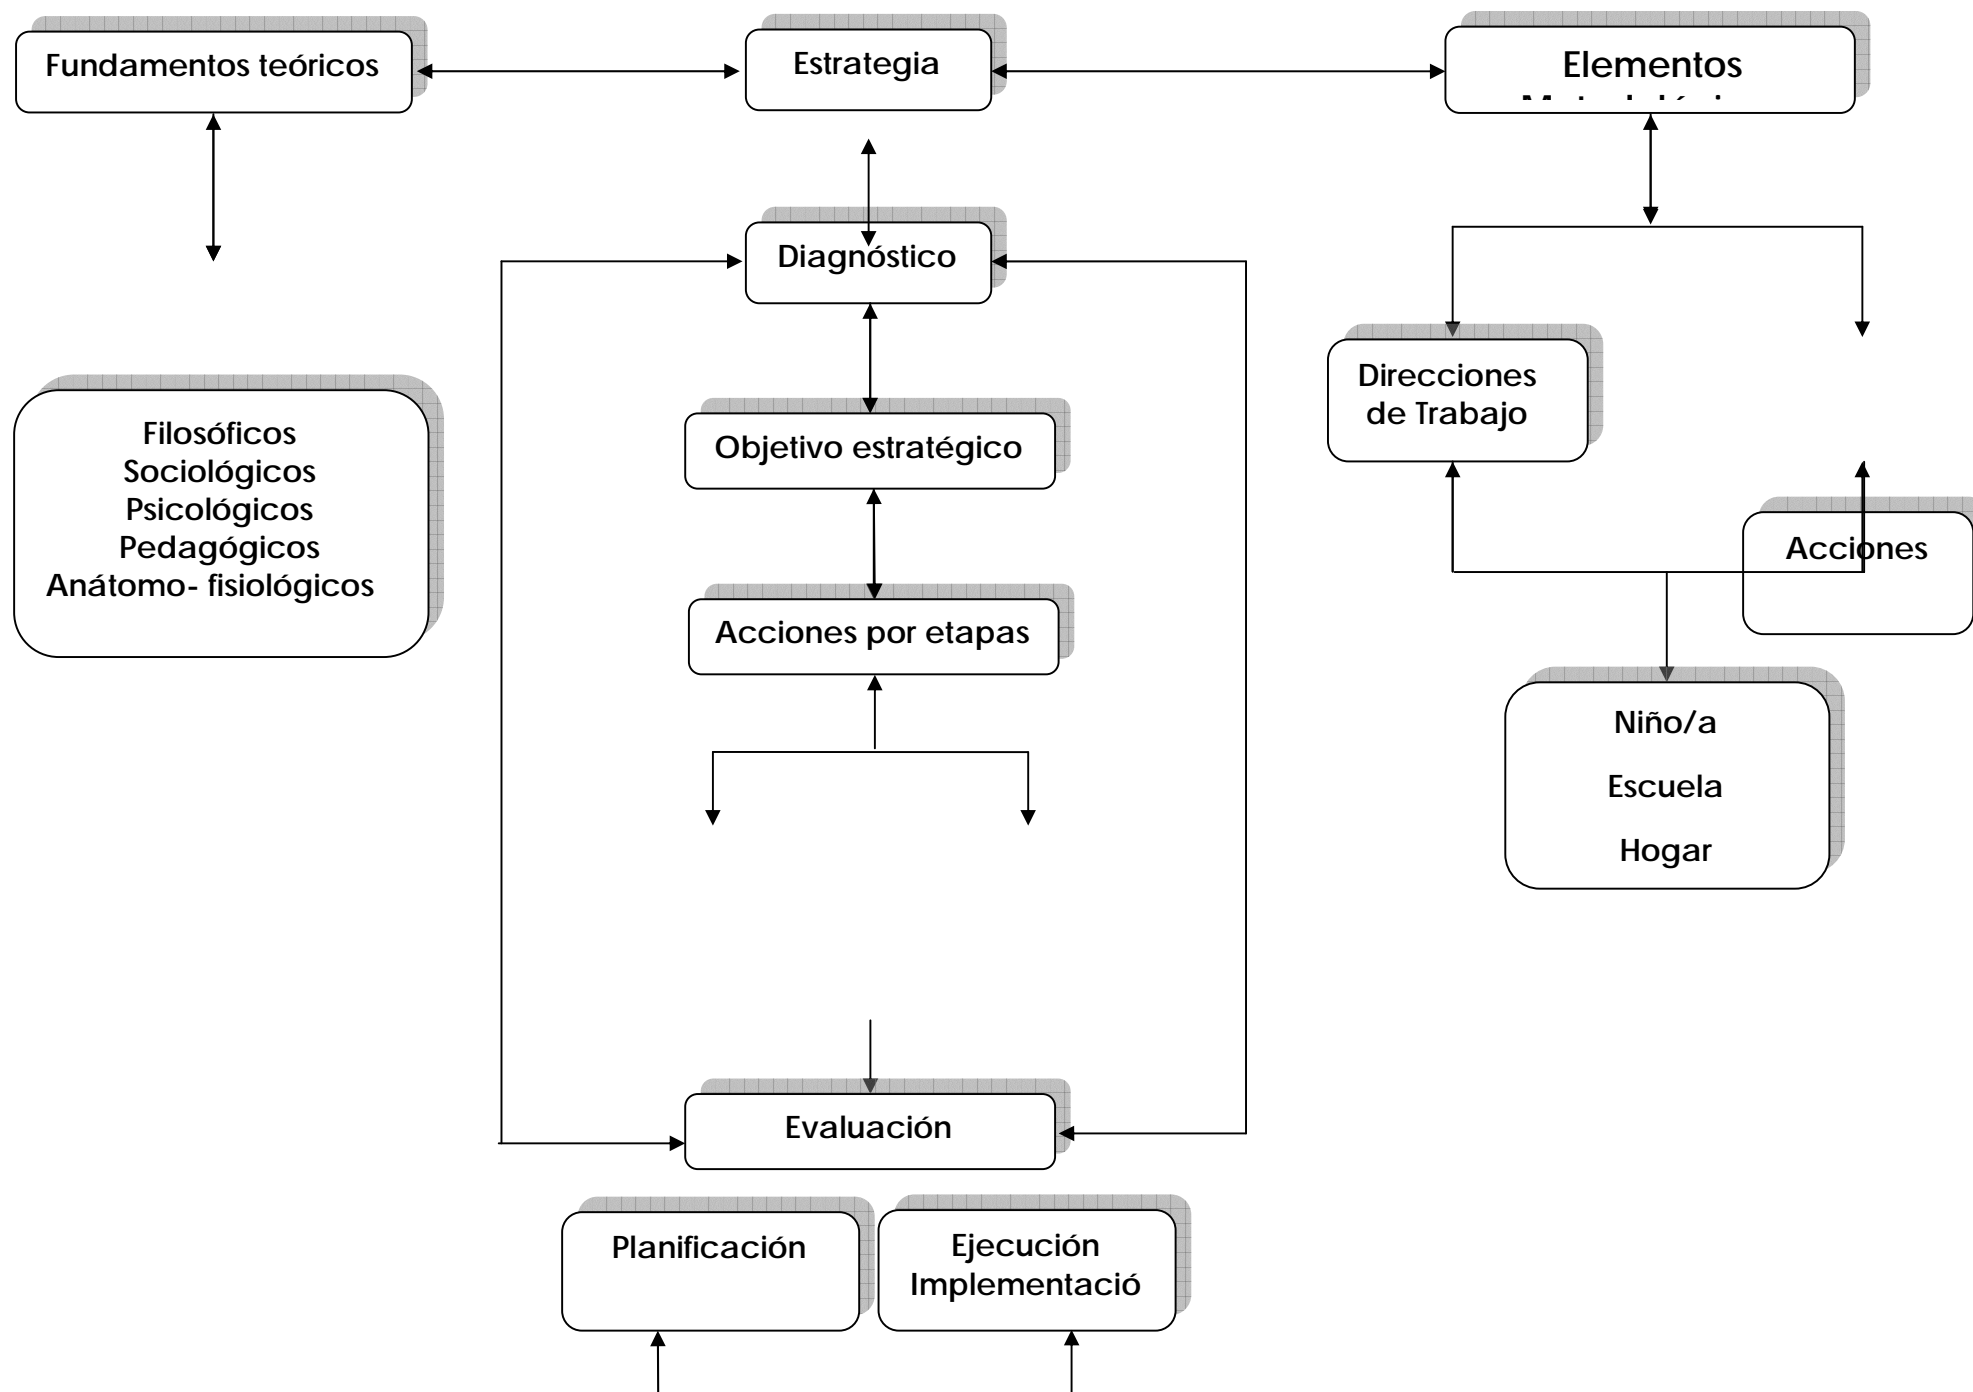 Fundamentos teóricos
Estrategia
Elementos
Diagnóstico
Direcciones
de Trabajo
Filosóficos
Sociológicos
Psicológicos
Pedagógicos
Anátomo- fisiológicos
Objetivo estratégico
Acciones
Acciones por etapas
Niño/a
Escuela
Hogar
Evaluación
Planificación
Ejecución
Implementació